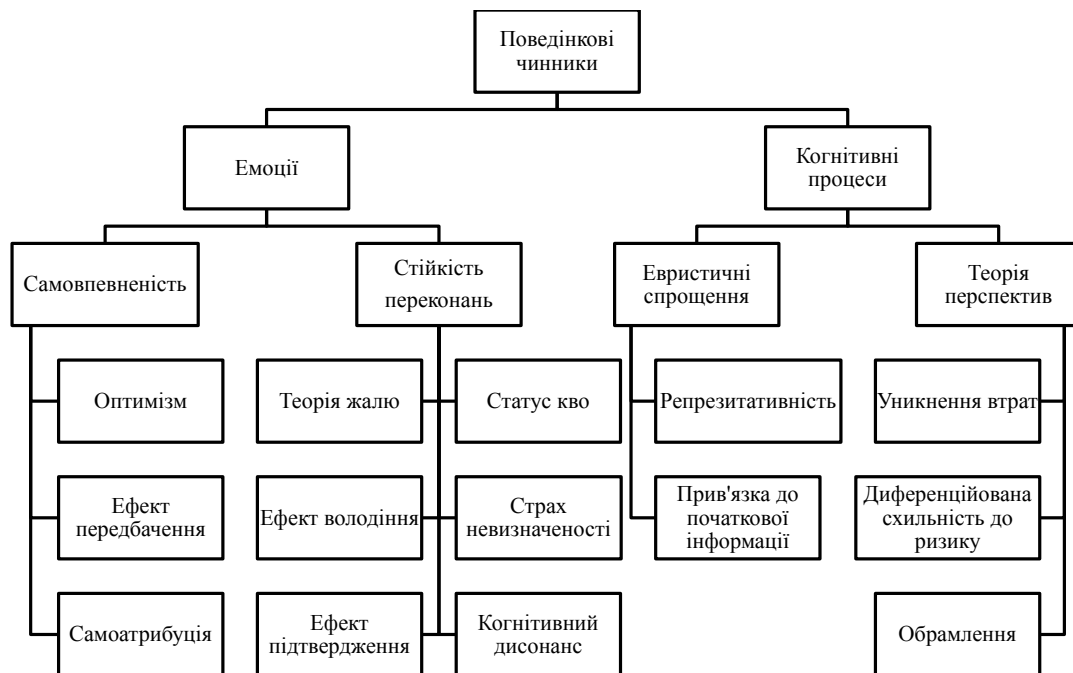 Поведінкові
чинники
Емоції
Когнітивні
процеси
Самовпевненість
Стійкість
переконань
Евристичні
спрощення
Теорія
перспектив
Оптимізм
Теорія жалю
Статус кво
Репрезитативність
Уникнення втрат
Ефект
передбачення
Ефект володіння
Страх
невизначеності
Прив'язка до
початкової
інформації
Диференційована
схильність до
ризику
Самоатрибуція
Ефект
підтвердження
Когнітивний
дисонанс
Обрамлення